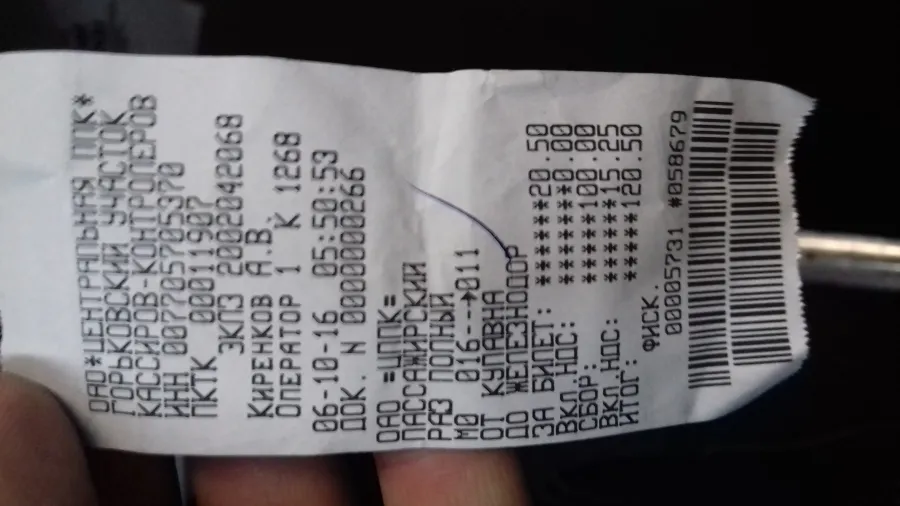 ОАО*ЦЕНТРАЛЬНАЯ ППК*
ГОРЬКОВСКИЙ УЧАСТОК
КАССИРОВ-КОНТРОЛЕРОВ
ИНН 007705705370
ПКТК 00011907
ЭКЛЗ 2002042068
КИРЕНКОВ А.В.
ОПЕРАТОР 1 К 1268
06-10-16 05:50:53
ДОК. N 0000000266
ОАО =ЦППК=
ПАССАЖИРСКИЙ
РАЗ ПОЛНЫЙ
М0 016-→011
ОТ КУПАВНА
ДО ЖЕЛЕЗНОДОР
ЗА БИЛЕТ: ******20.50
ВКЛ.НДС: *******0.00
СБОР: *****100.00
ВКЛ.НДС: ******15.25
ИТОГ: *****120.50
ФИСК.
00005731 #058679